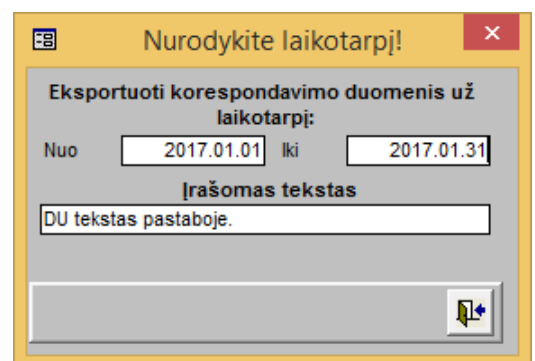 Nurodykite laikotarpį!
Eksportuoti korespondavimo duomenis už
laikotarpį:
Nuo 2017.01.01 Iki 2017.01.31
Įrašomas tekstas
DU tekstas pastaboje.